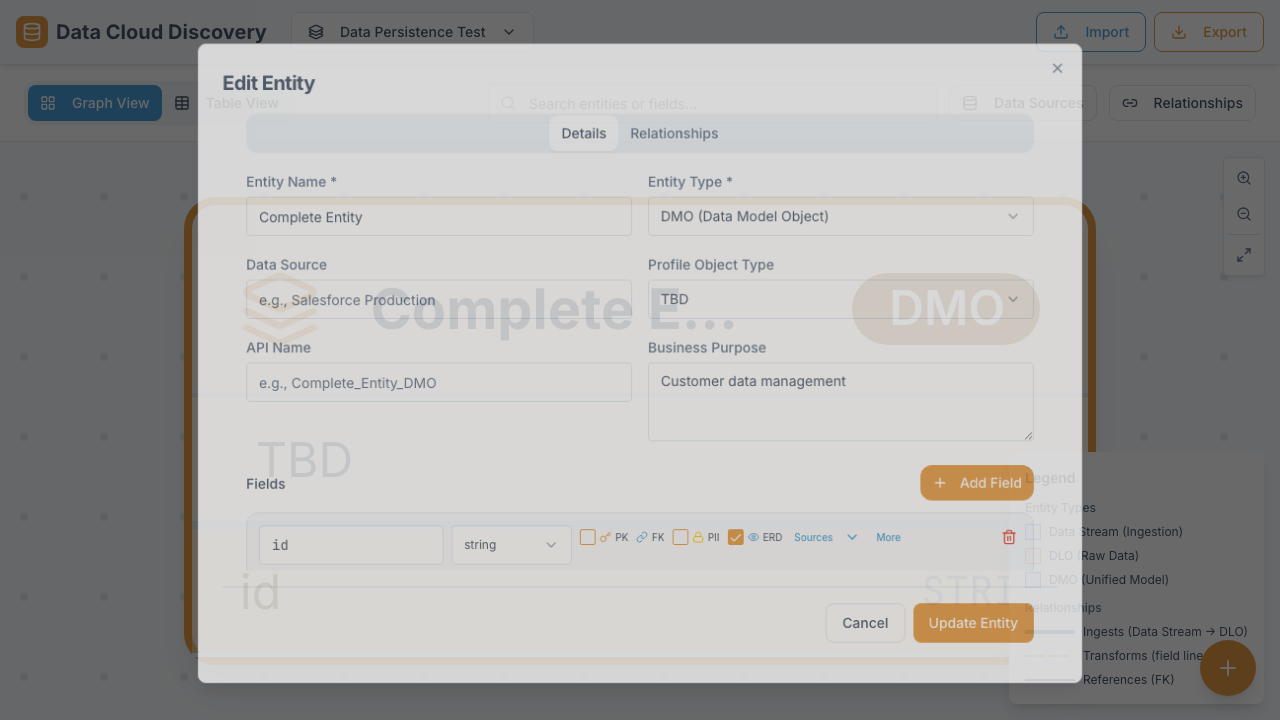 Data Cloud Discovery
Data Persistence Test
Import
Export
Edit Entity
Graph View
Table View
Search entities or fields...
Data Sources
Relationships
Details
Relationships
Entity Name *
Entity Type *
Complete Entity
DMO (Data Model Object)
Data Source
Profile Object Type
e.g., Salesforce Production
TBD
Complete E...
DMO
API Name
Business Purpose
e.g., Complete_Entity_DMO
Customer data management
TBD
Fields
Add Field
Legend
Entity Types
id
string
PK
FK
PII
ERD
Sources
More
Data Stream (Ingestion)
DLO (Raw Data)
DMO (Unified Model)
id
STRI
Relationships
Cancel
Update Entity
Ingests (Data Stream → DLO)
Transforms (field line
References (FK)